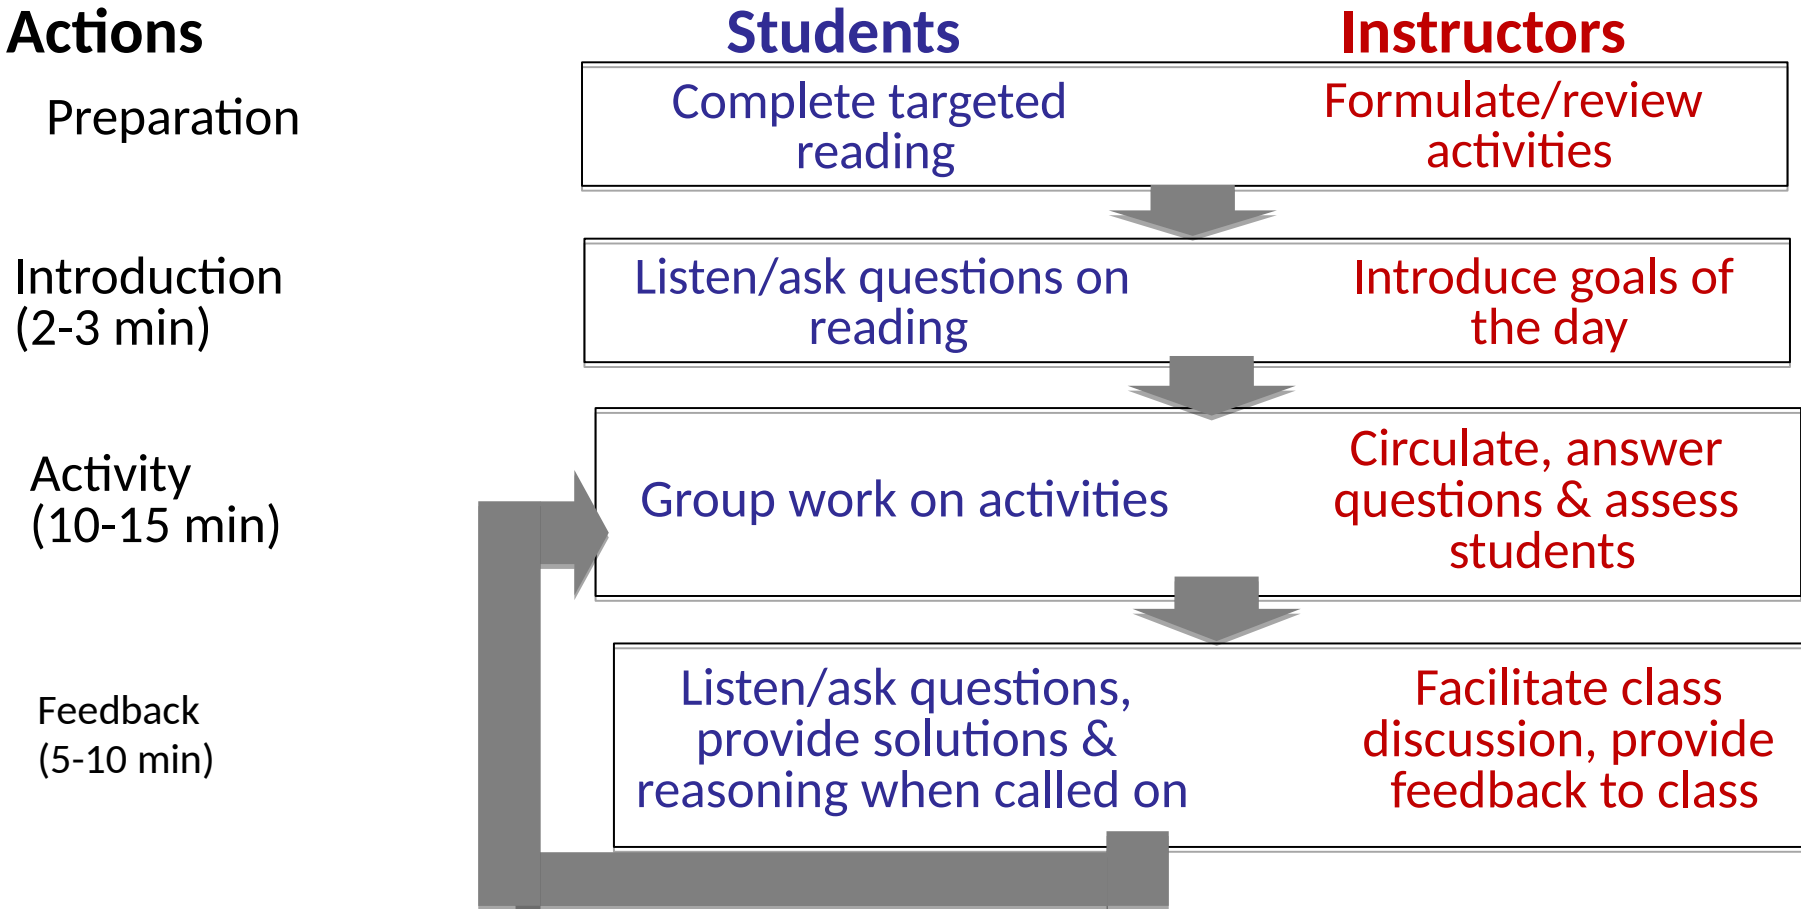 Actions
Students
Instructors
Preparation
Complete targeted
reading
Formulate/review
activities
Introduction
(2-3 min)
Listen/ask questions on
reading
Introduce goals of
the day
Activity
(10-15 min)
Group work on activities
Circulate, answer
questions & assess
students
Feedback
(5-10 min)
Listen/ask questions,
provide solutions &
reasoning when called on
Facilitate class
discussion, provide
feedback to class